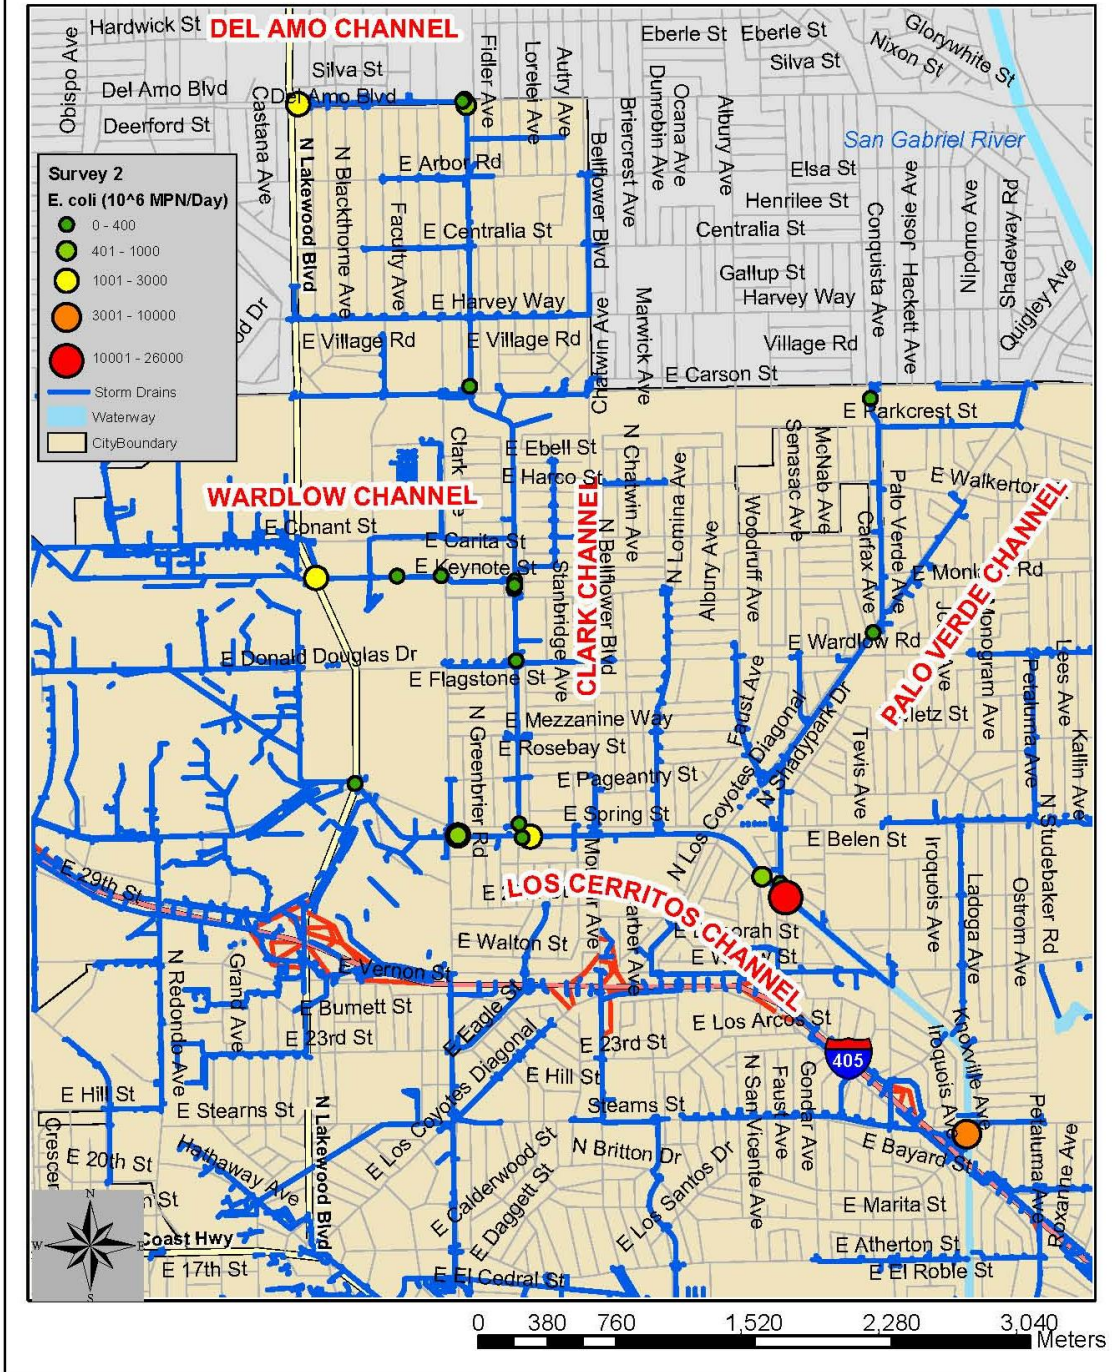 Hardwick St
DEL AMO CHANNEL
Eberle St
Eberle St
Glorywhite St
Nixon St
Obispo Ave
Silva St
Silva St
Fidler Ave
Lorelei Ave
Autry Ave
Del Amo Blvd
Del Amo Blvd
Castana Ave
Deerford St
Dunrobin Ave
Ocana Ave
Albury Ave
Briercrest Ave
Bellflower Blvd
San Gabriel River
N Lakewood Blvd
N Blackthorne Ave
E Arbor Rd
Elsa St
Henrilee St
Faculty Ave
E Centralia St
Centralia St
Conquista Ave
Josie Ave
Hackett Ave
Nipomo Ave
Shadeway Rd
Quigley Ave
Survey 2
E. coli (10^6 MPN/Day)
0 - 400
401 - 1000
1001 - 3000
3001 - 10000
10001 - 26000
Storm Drains
Waterway
CityBoundary
Gallup St
Harvey Way
E Harvey Way
E Village Rd
E Village Rd
Village Rd
Chatwin Ave
Marwick Ave
E Carson St
E Parkcrest St
Clark
E Ebell St
E Harco St
N Chatwin Ave
N Lomina Ave
Albury Ave
Woodruff Ave
Senasac Ave
McNab Ave
Carfax Ave
Palo Verde Ave
E Walkerto
WARDLOW CHANNEL
E Conant St
E Carita St
E Keynote St
CLARK CHANNEL
Stanbridge Ave
N Bellflower Blvd
PALO VERDE CHANNEL
E Wardlow Rd
Monogram Ave
Petaluma Ave
Lees Ave
Kallin Ave
E Donald Douglas Dr
E Flagstone St
E Mezzanine Way
E Rosebay St
E Pageantry St
E Spring St
N Greenbrier Rd
Faust Ave
N Los Coyotes Diagonal
N Shadypark Dr
Tevis Ave
E Belen St
N Studebaker Rd
Iroquois Ave
Ladoga Ave
Ostrom Ave
E 29th St
LOS CERRITOS CHANNEL
E Walton St
N Redondo Ave
Grand Ave
E Vernon St
E Burnett St
E 23rd St
E Eagle St
E Los Arcos St
E 23rd St
405
Iroquois Ave
Knoxville Ave
E Hill St
E Hill St
E Stearns St
Stearns St
N Lakewood Blvd
E Los Coyotes Diagonal
N San Vicente Ave
Faust Ave
Gondar Ave
Petaluma Ave
Roxanne Ave
Crescen
E 20th St
Hathaway Ave
E Calderwood St
E Daggett St
N Britton Dr
E Los Santos Dr
E Bayard St
E Marita St
Coast Hwy
E 17th St
E Atherton St
E El Cedral St
E El Roble St
N
W
E
S
0 380 760 1,520 2,280 3,040
Meters